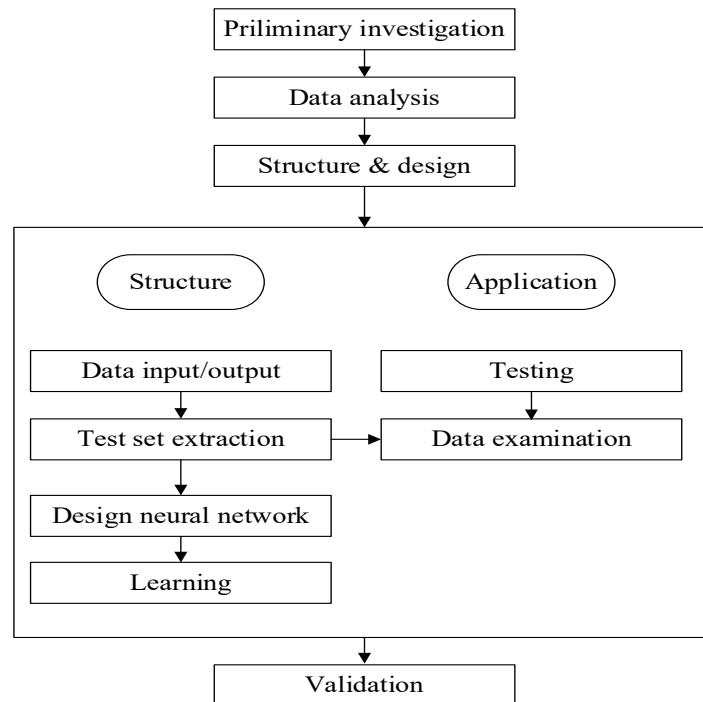 Priliminary investigation
Data analysis
Structure & design
Structure
Application
Data input/output
Testing
Test set extraction
Data examination
Design neural network
Learning
Validation